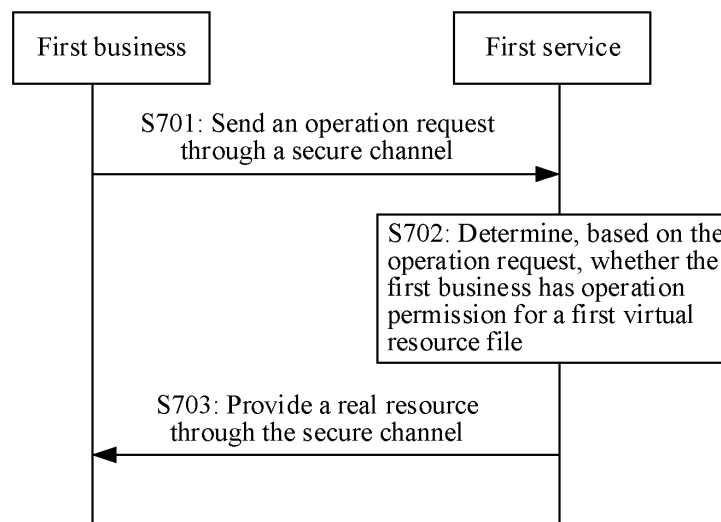 First business
First service
S701: Send an operation request
through a secure channel
S702: Determine, based on the
operation request, whether the
first business has operation
permission for a first virtual
resource file
S703: Provide a real resource
through the secure channel